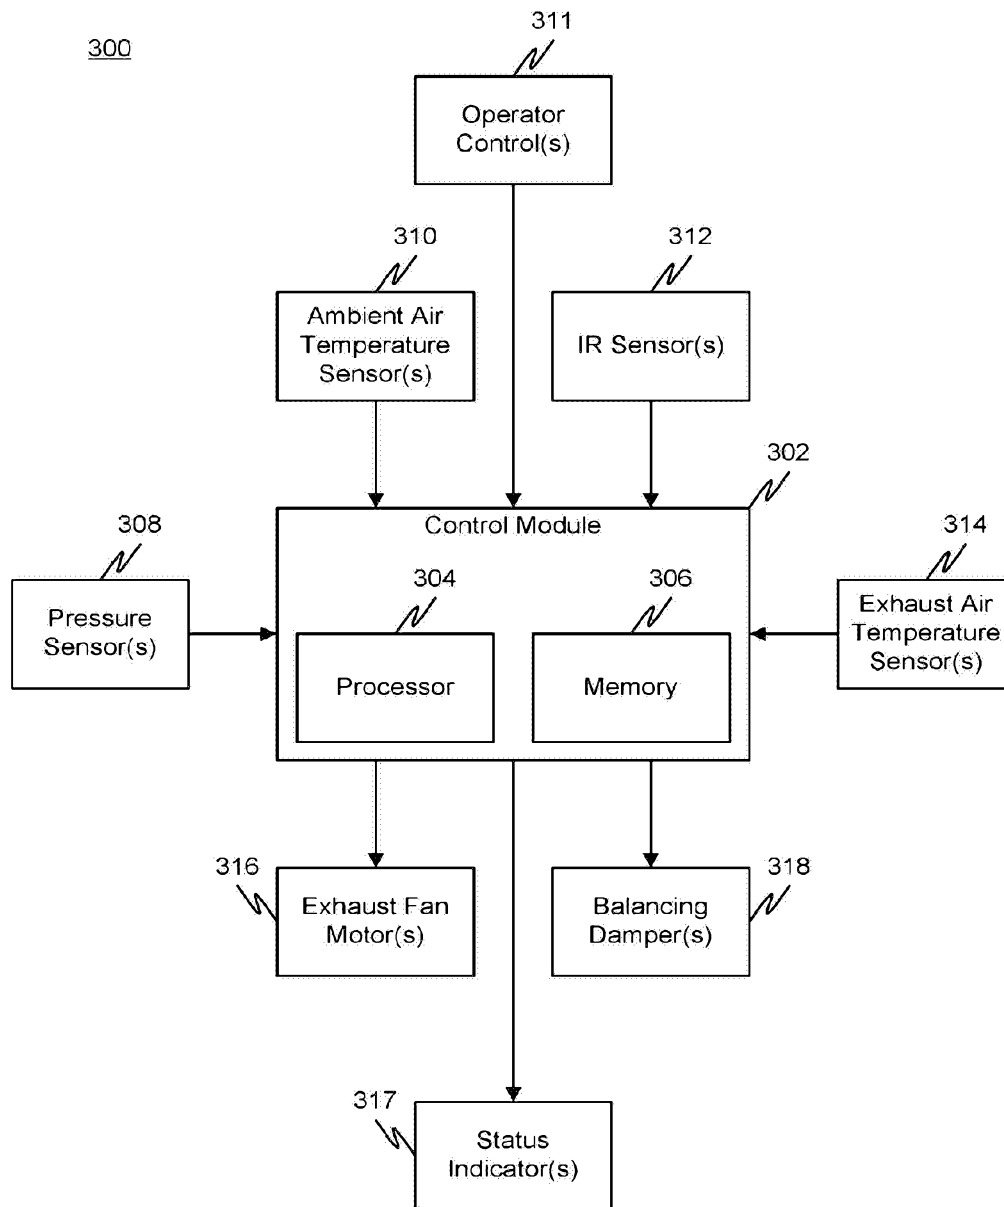 311
300
Operator
Control(s)
310
312
Ambient Air
Temperature
Sensor(s)
IR Sensor(s)
302
Control Module
308
314
304
306
Pressure
Sensor(s)
Exhaust Air
Temperature
Sensor(s)
Processor
Memory
316
318
Exhaust Fan
Motor(s)
Balancing
Damper(s)
317
Status
Indicator(s)